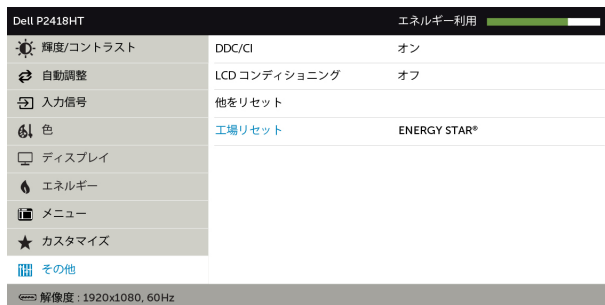 Dell P2418HT エネルギー利用
輝度/コントラスト DDC/CI オン
自動調整 LCD コンディショニング オフ
入力信号 他をリセット
色 工場リセット ENERGY STAR®
ディスプレイ
エネルギー
メニュー
カスタマイズ
その他
解像度 : 1920x1080, 60Hz